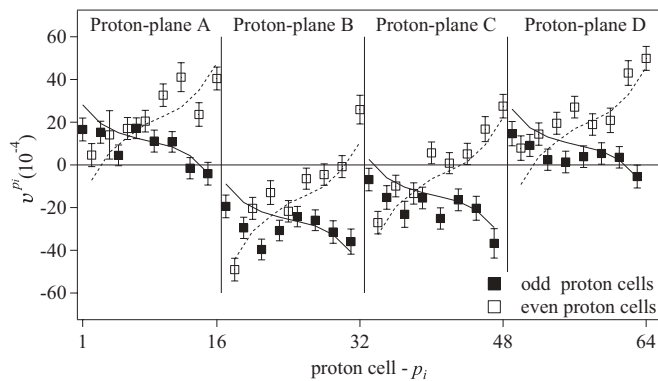 Proton-plane A Proton-plane B Proton-plane C Proton-plane D
60
40
20
0
-20
-40
-60
v^{p_i} (10^{-4})
odd proton cells
even proton cells
1 16 32 48 64
proton cell - p_i